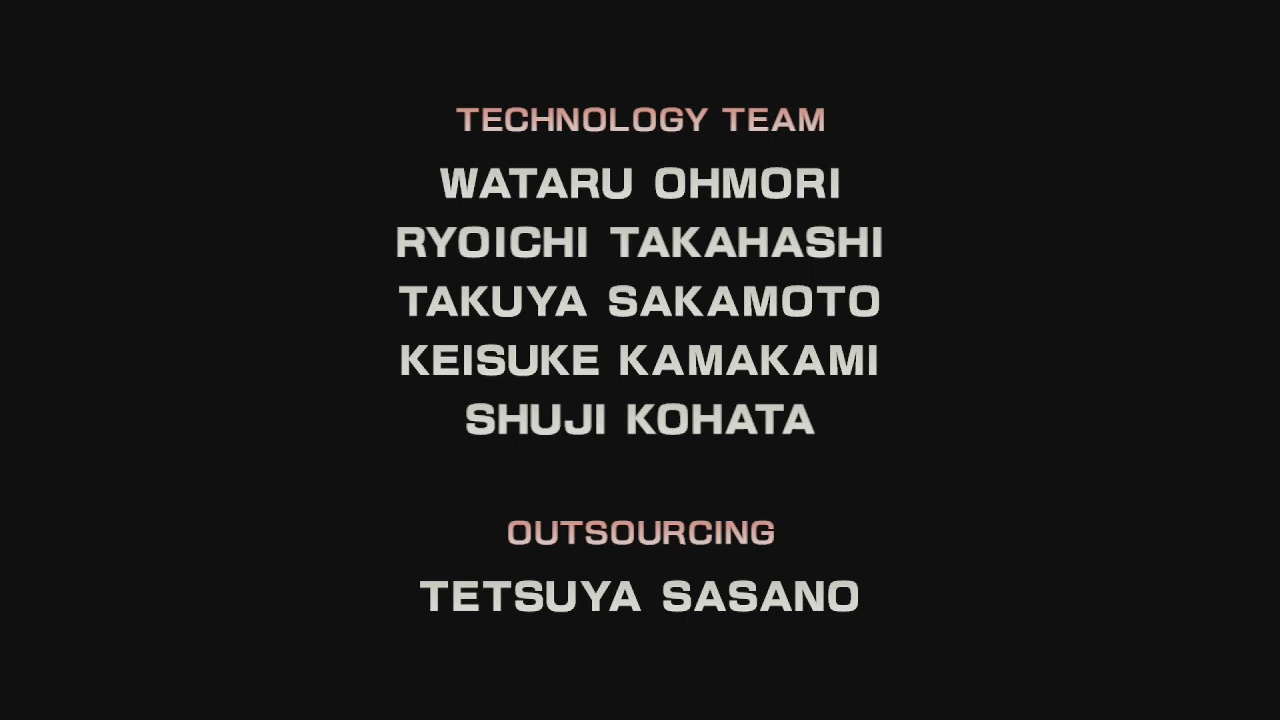 TECHNOLOGY TEAM
WATARU OHMORI
RYOICHI TAKAHASHI
TAKUYA SAKAMOTO
KEISUKE KAMAKAMI
SHUJI KOHATA
OUTSOURCING
TETSUYA SASANO